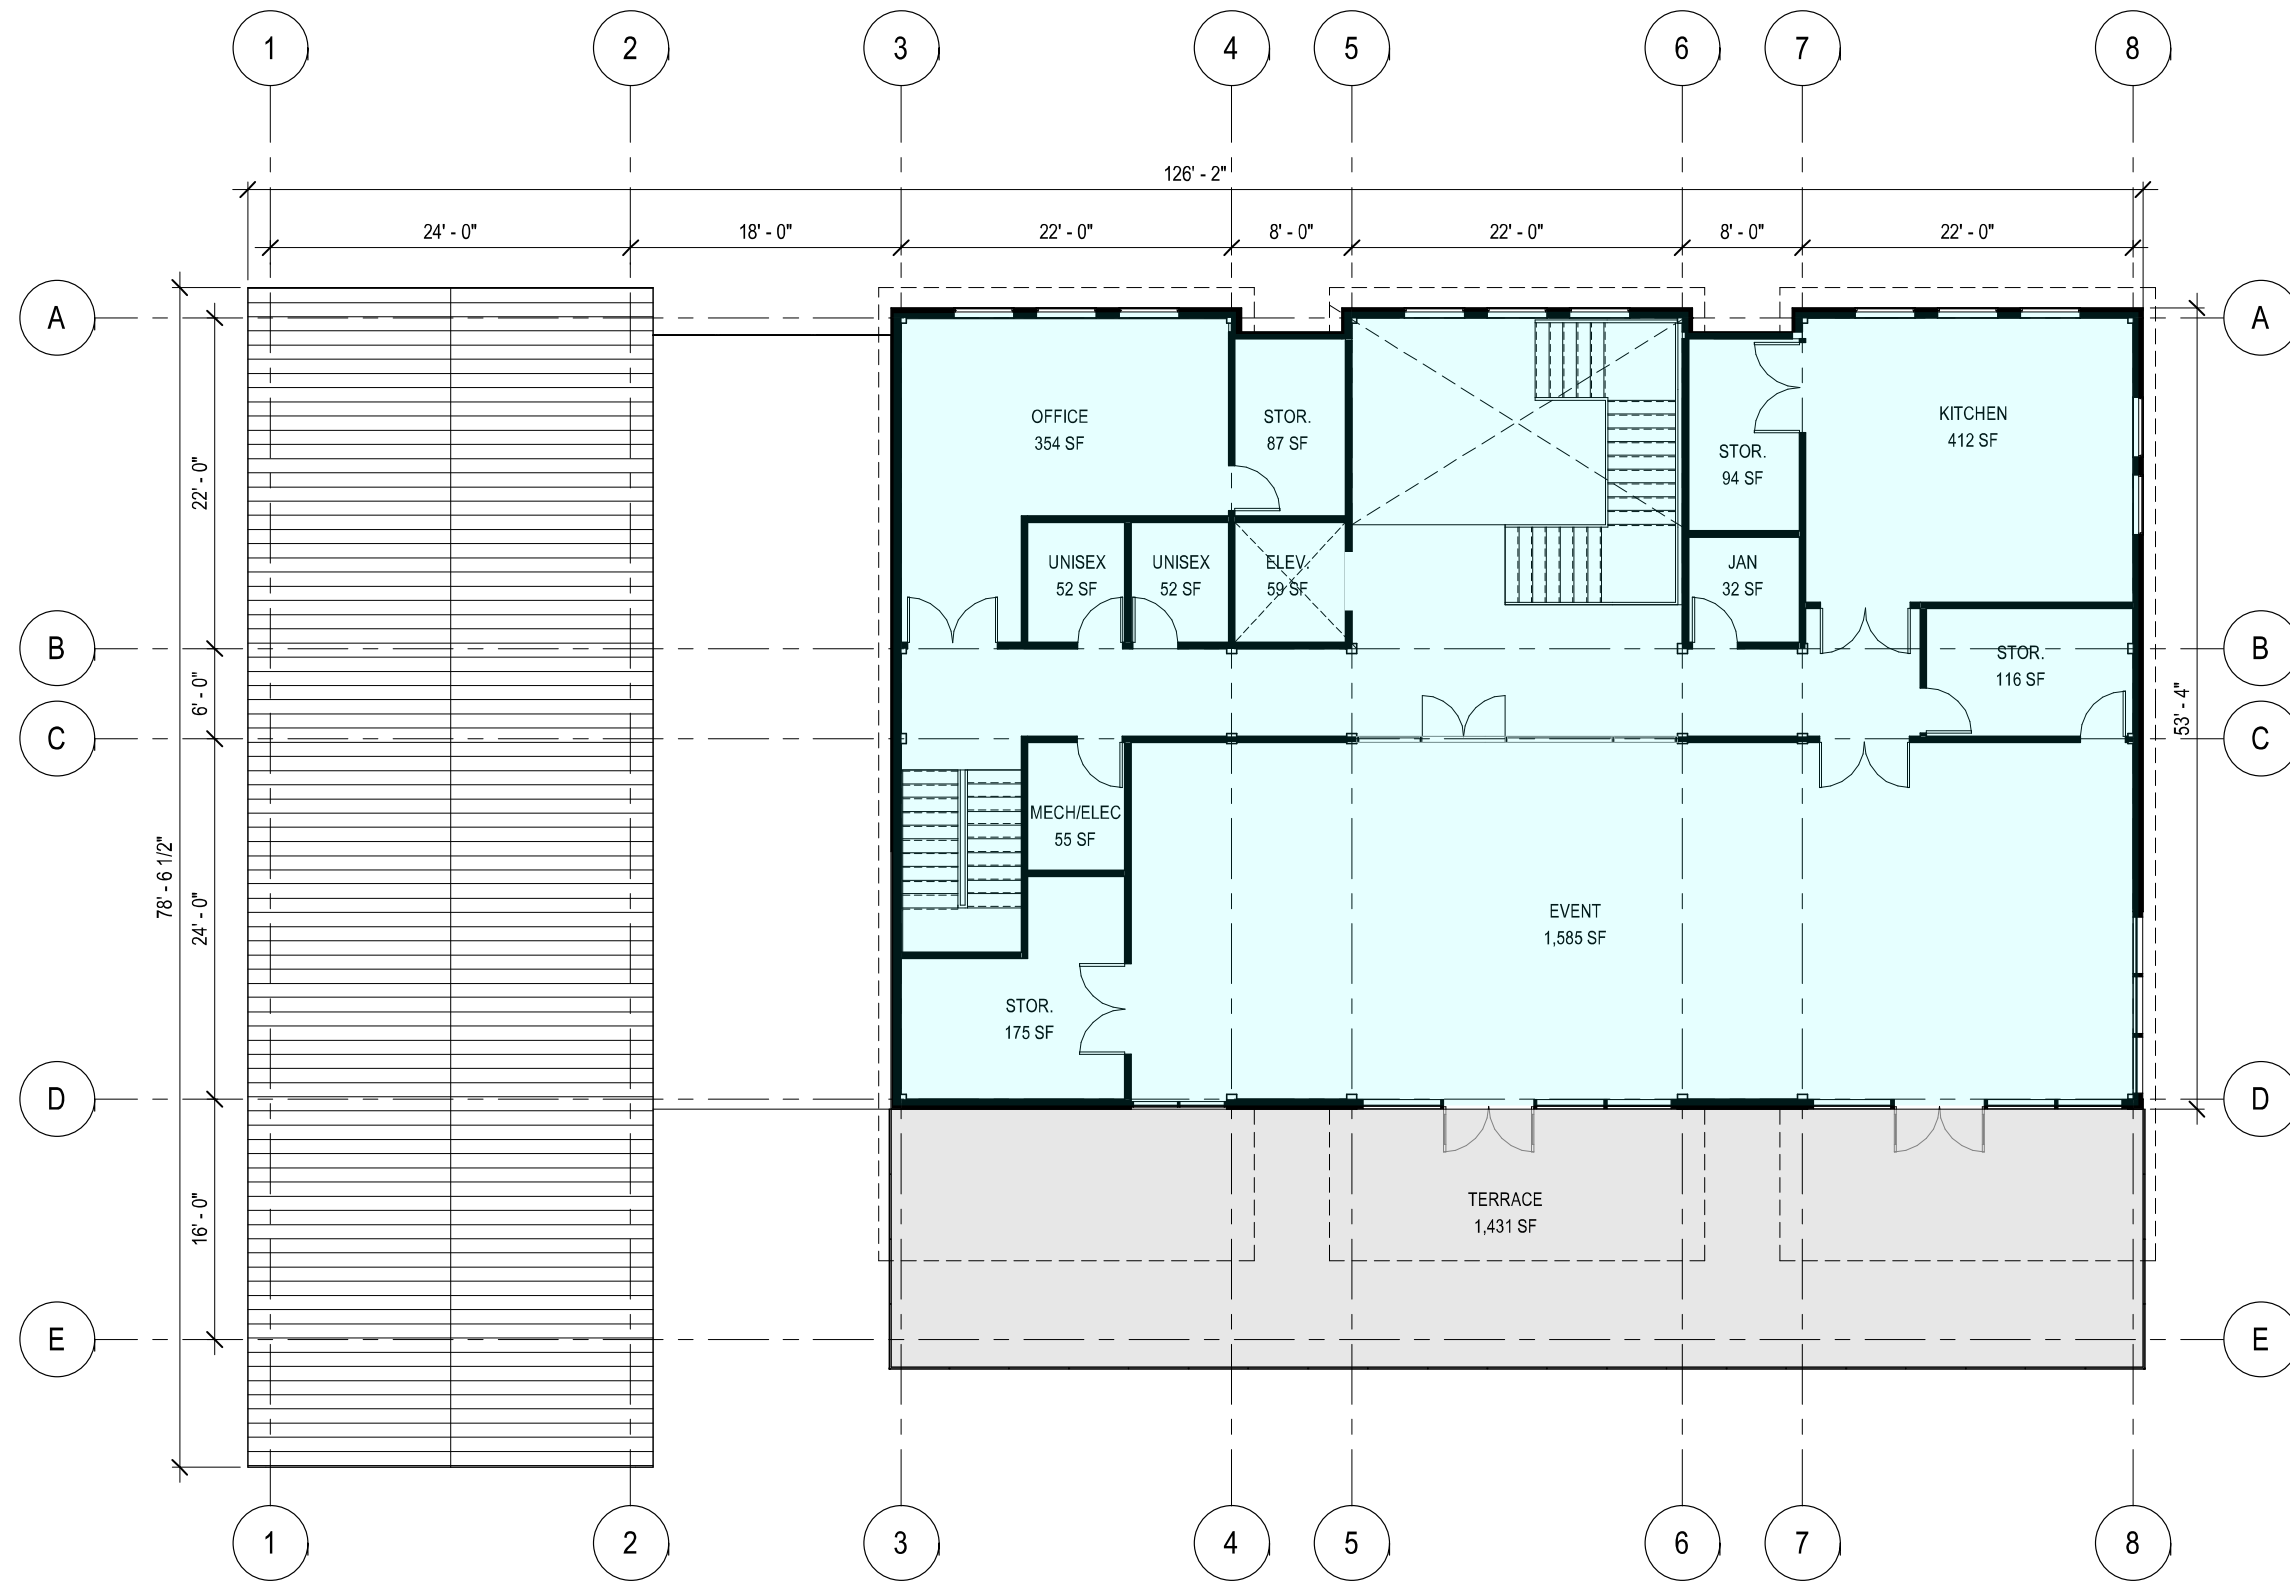 1 2 3 4 5 6 7 8
126' - 2"
24' - 0" 18' - 0" 22' - 0" 8' - 0" 22' - 0" 8' - 0" 22' - 0"
A A
OFFICE
354 SF
STOR.
87 SF
STOR.
94 SF
KITCHEN
412 SF
22' - 0"
UNISEX
52 SF
UNISEX
52 SF
ELEV.
59 SF
JAN
32 SF
B B
STOR.
116 SF
6' - 0"
53' - 4"
C C
MECH/ELEC
55 SF
78' - 6 1/2"
24' - 0"
EVENT
1,585 SF
STOR.
175 SF
D D
16' - 0"
TERRACE
1,431 SF
E E
1 2 3 4 5 6 7 8